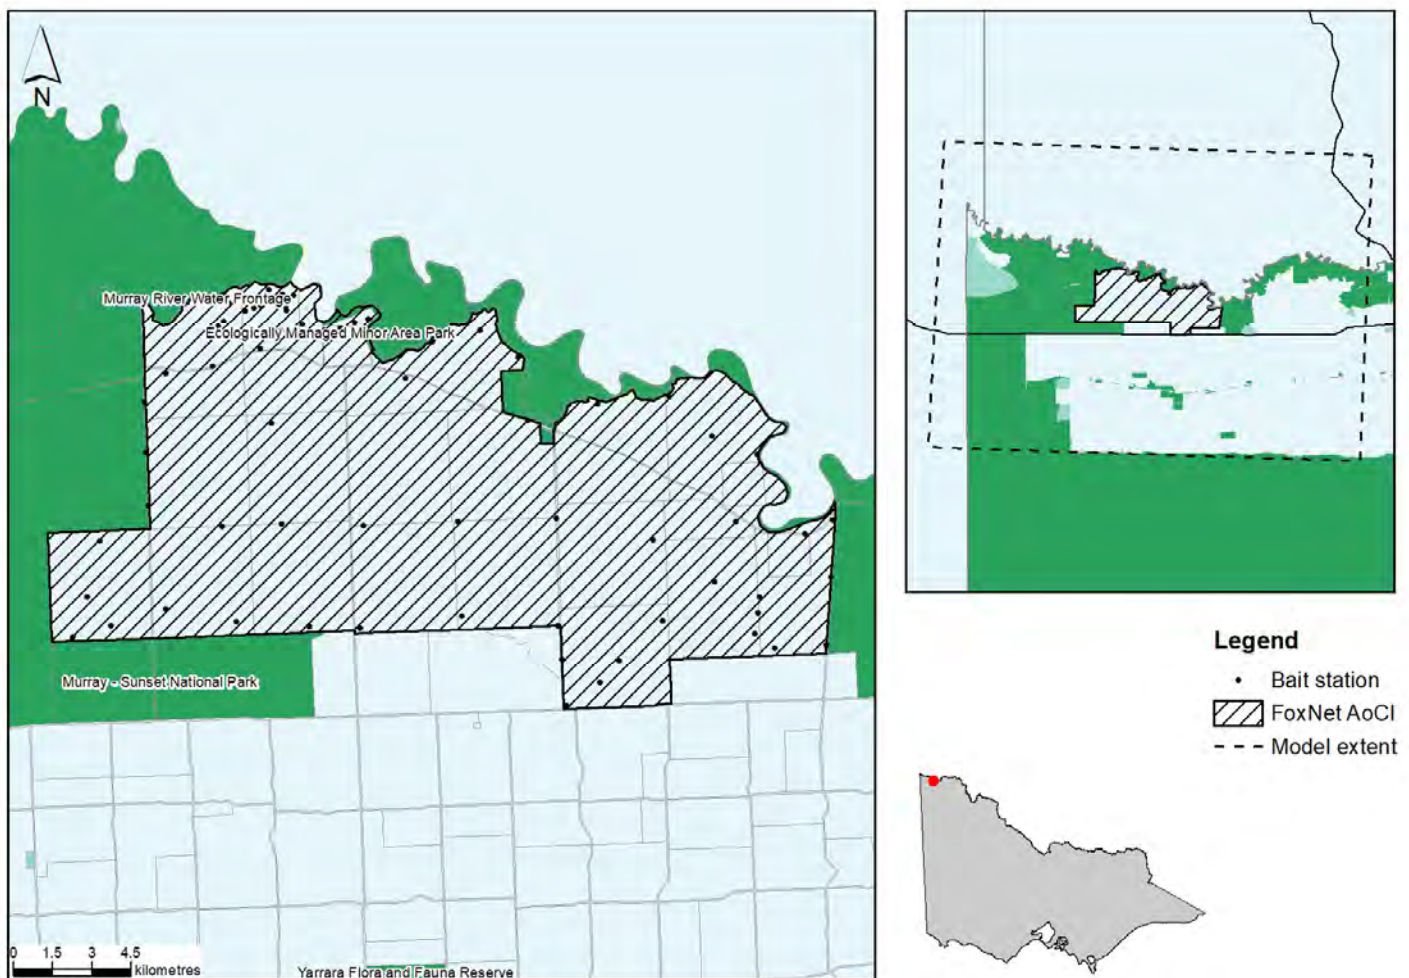 N
Murray River Water Frontage
Ecologically Managed Minor Area Park
Murray - Sunset National Park
0 1.5 3 4.5
kilometres
Yarrara Flora and Fauna Reserve
Legend
Bait station
FoxNet AoCI
Model extent